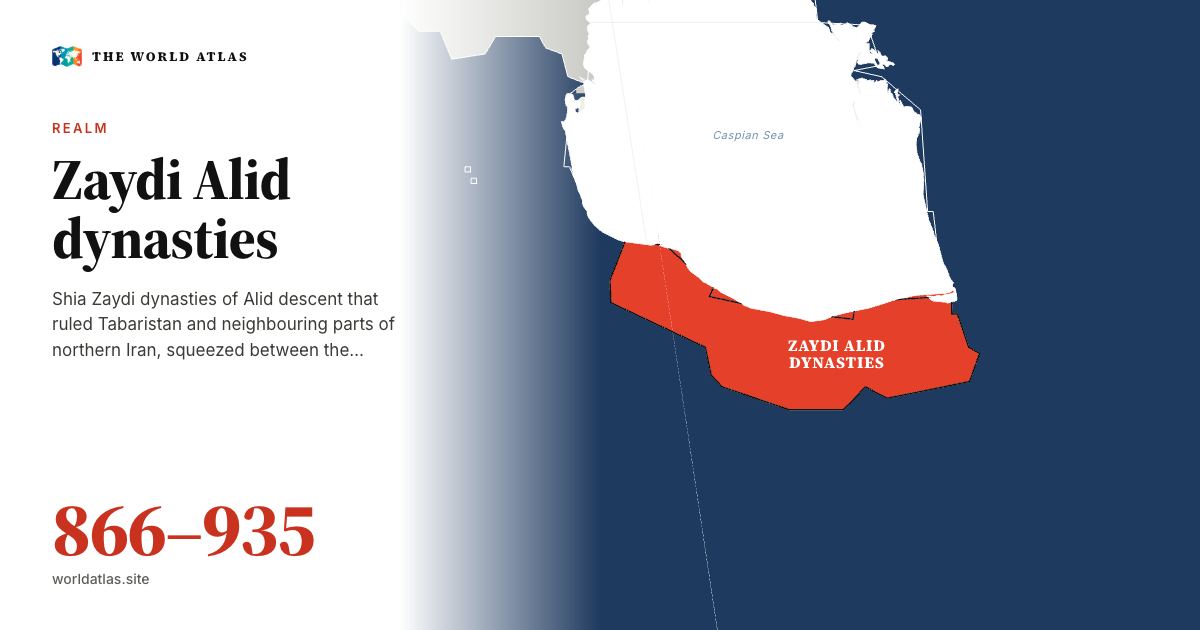 THE WORLD ATLAS
REALM
Zaydi Alid
dynasties
Shia Zaydi dynasties of Alid descent that
ruled Tabaristan and neighbouring parts of
northern Iran, squeezed between the...
866–935
worldatlas.site
Caspian Sea
ZAYDI ALID
DYNASTIES